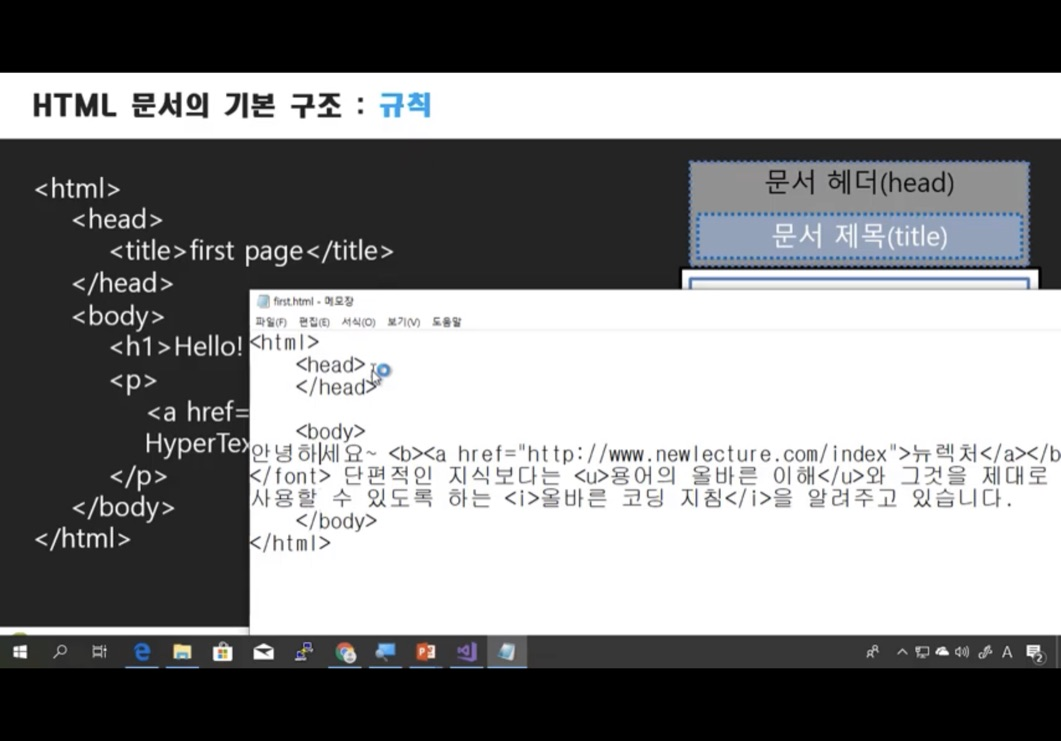 HTML 문서의 기본 구조 : 규칙
<html>
<head>
<title>first page</title>
</head>
<body>
<h1>Hello!
<p>
<a href=
HyperTex
</p>
</body>
</html>
문서 헤더(head)
문서 제목(title)
first.html - 메모장
파일(F) 편집(E) 서식(O) 보기(V) 도움말
<html>
<head>
</head>
<body>
안녕하세요~ <b><a href="http://www.newlecture.com/index">뉴렉처</a></b
</font> 단편적인 지식보다는 <u>용어의 올바른 이해</u>와 그것을 제대로
사용할 수 있도록 하는 <i>올바른 코딩 지침</i>을 알려주고 있습니다.
</body>
</html>
A
2